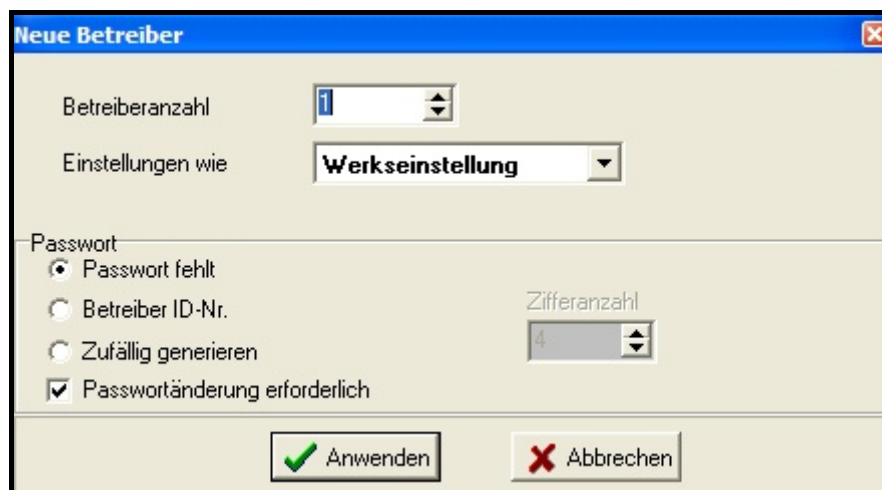 Neue Betreiber
Betreiberanzahl 1
Einstellungen wie Werkseinstellung
Passwort
Passwort fehlt
Betreiber ID-Nr.
Zifferanzahl
4
Zufällig generieren
Passwortänderung erforderlich
Anwenden Abbrechen